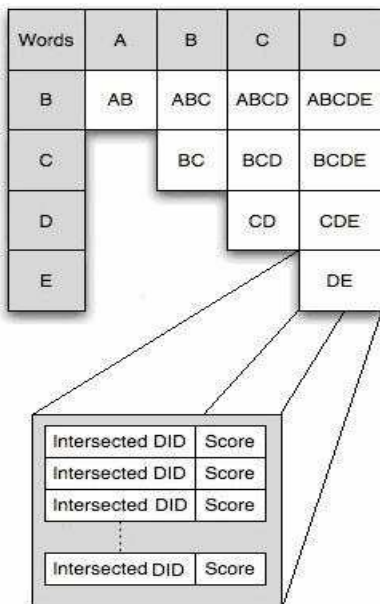 Words A B C D
B AB ABC ABCD ABCDE
C BC BCD BCDE
D CD CDE
E DE
Intersected DID Score
Intersected DID Score
Intersected DID Score
Intersected DID Score